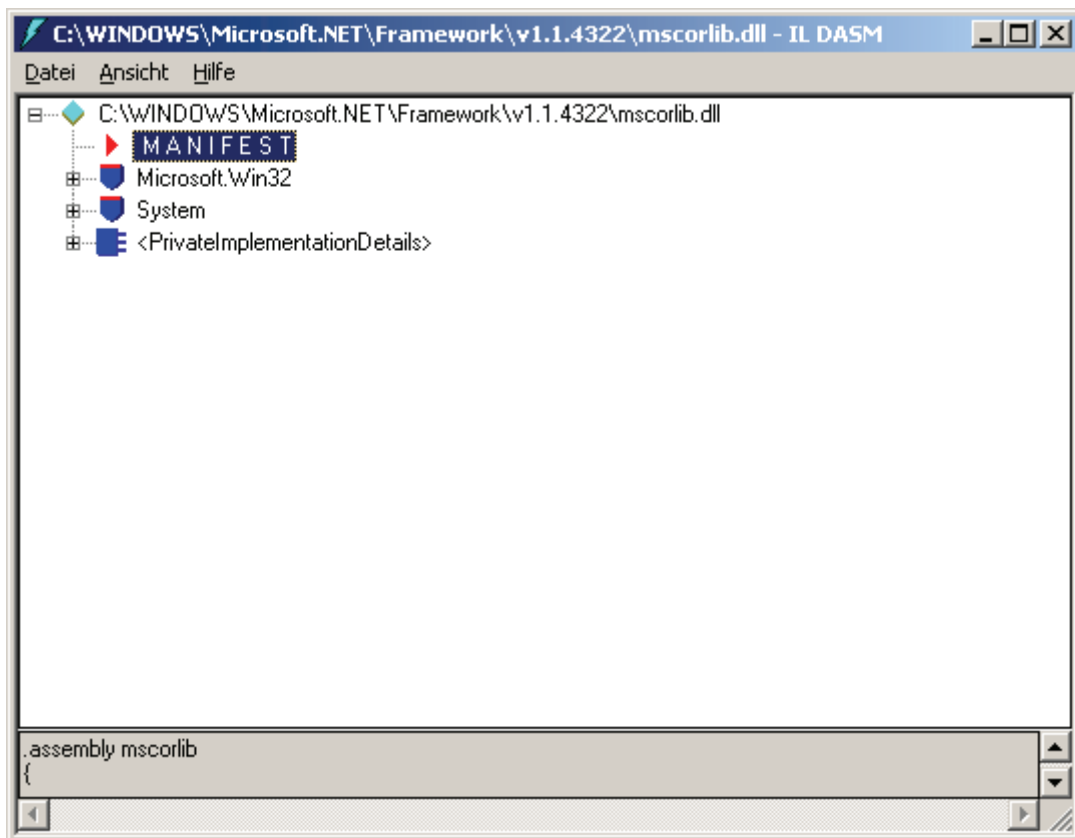 C:\WINDOWS\Microsoft.NET\Framework\v1.1.4322\mscorlib.dll - IL DASM
Datei Ansicht Hilfe
C:\WINDOWS\Microsoft.NET\Framework\v1.1.4322\mscorlib.dll
M A N I F E S T
Microsoft.Win32
System
<PrivateImplementationDetails>
.assembly mscorlib
{